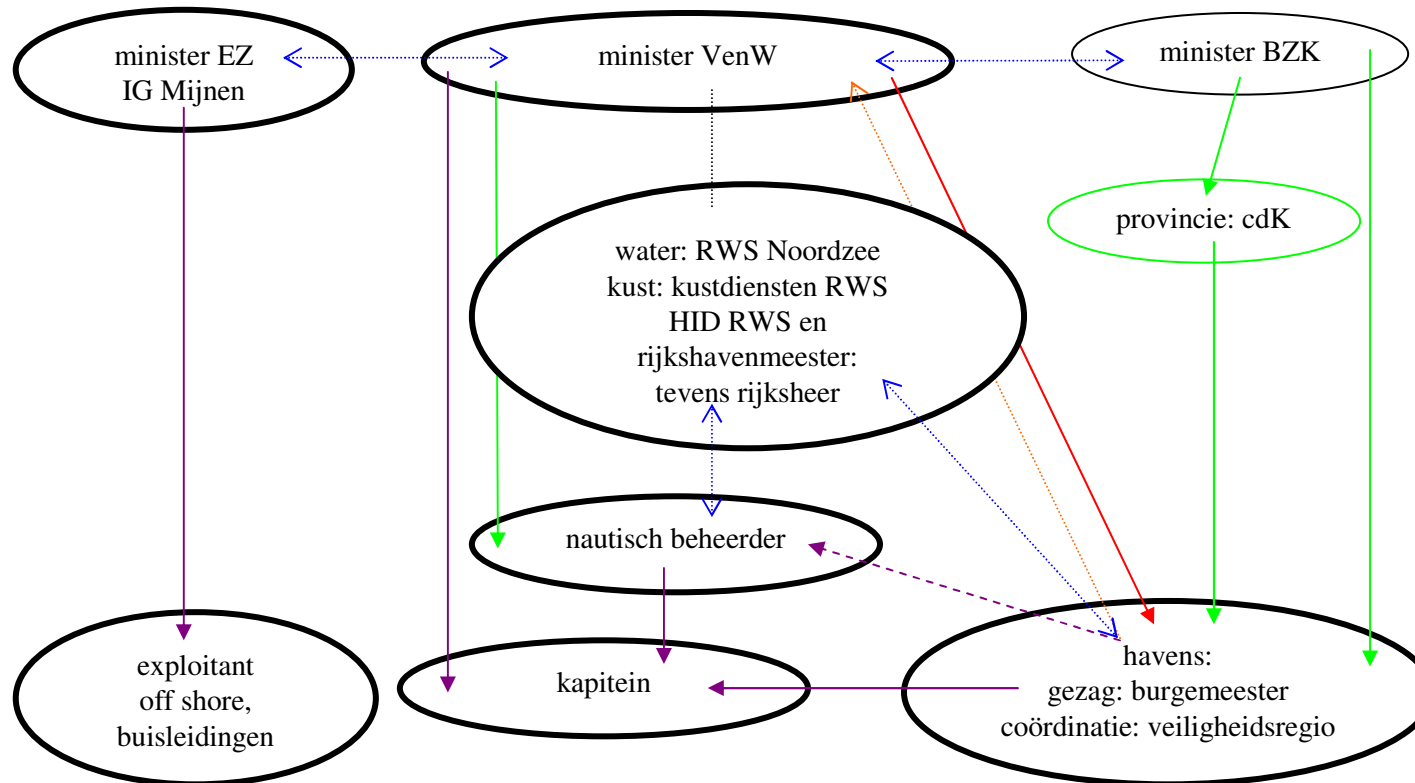 minister EZ
IG Mijnen
minister VenW
minister BZK
provincie: cdK
water: RWS Noordzee
kust: kustdiensten RWS
HID RWS en
rijkshavenmeester:
tevens rijksheer
nautisch beheerder
kapitein
exploitant
off shore,
buisleidingen
havens:
gezag: burgemeester
coördinatie: veiligheidsregio